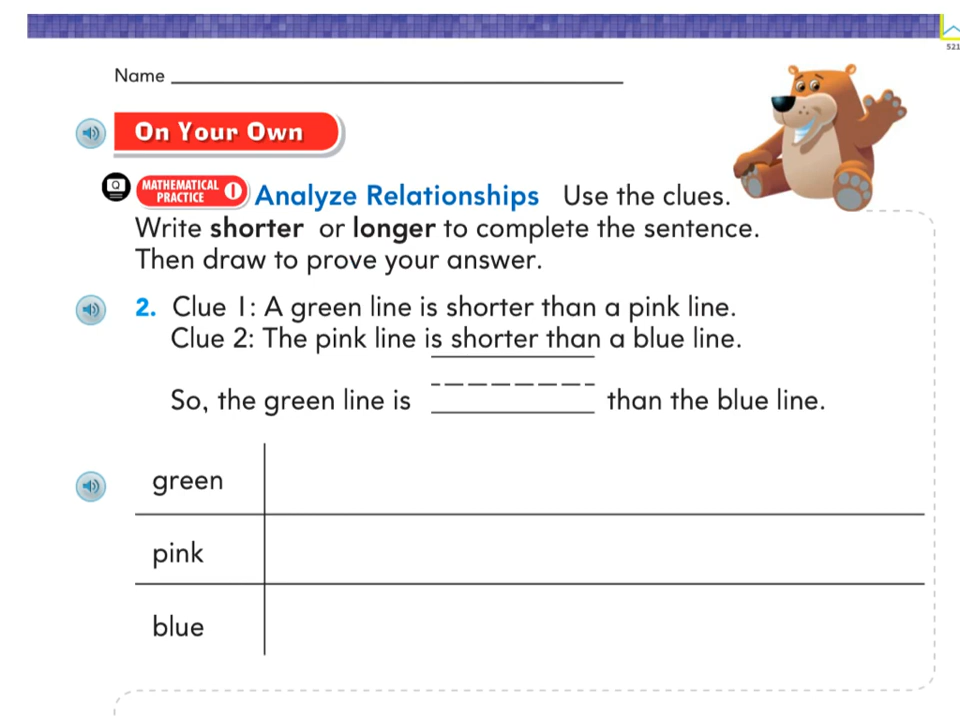 521
Name
On Your Own
Q
MATHEMATICAL PRACTICE 1 Analyze Relationships Use the clues.
Write shorter or longer to complete the sentence.
Then draw to prove your answer.
2. Clue 1: A green line is shorter than a pink line.
Clue 2: The pink line is shorter than a blue line.
So, the green line is than the blue line.
green
pink
blue